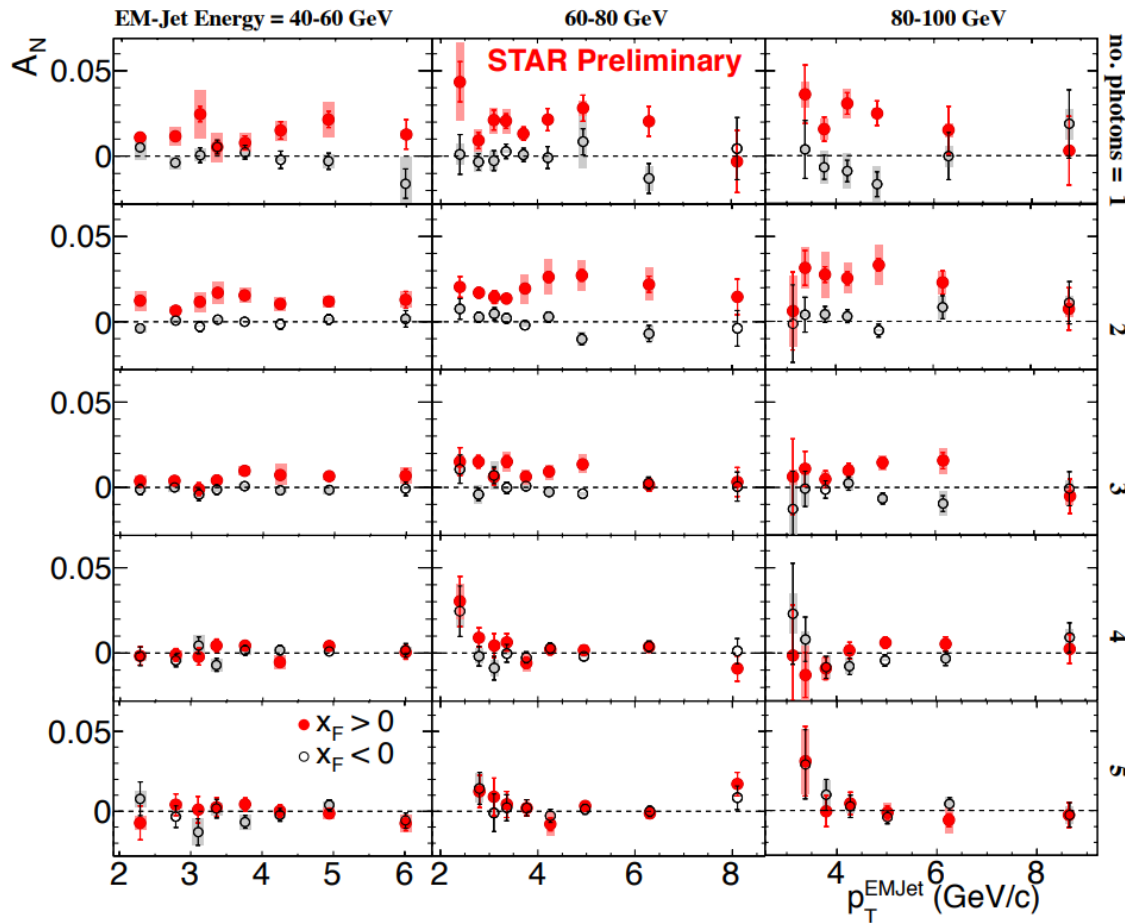 EM-Jet Energy = 40-60 GeV 60-80 GeV 80-100 GeV
A_N
STAR Preliminary
no. photons = 1
0.05
0
0.05
0
2
0.05
0
3
0.05
0
4
x_F > 0
x_F < 0
0.05
0
5
2 3 4 5 6 2 4 6 8 4 6 8
p_T^EMJet (GeV/c)